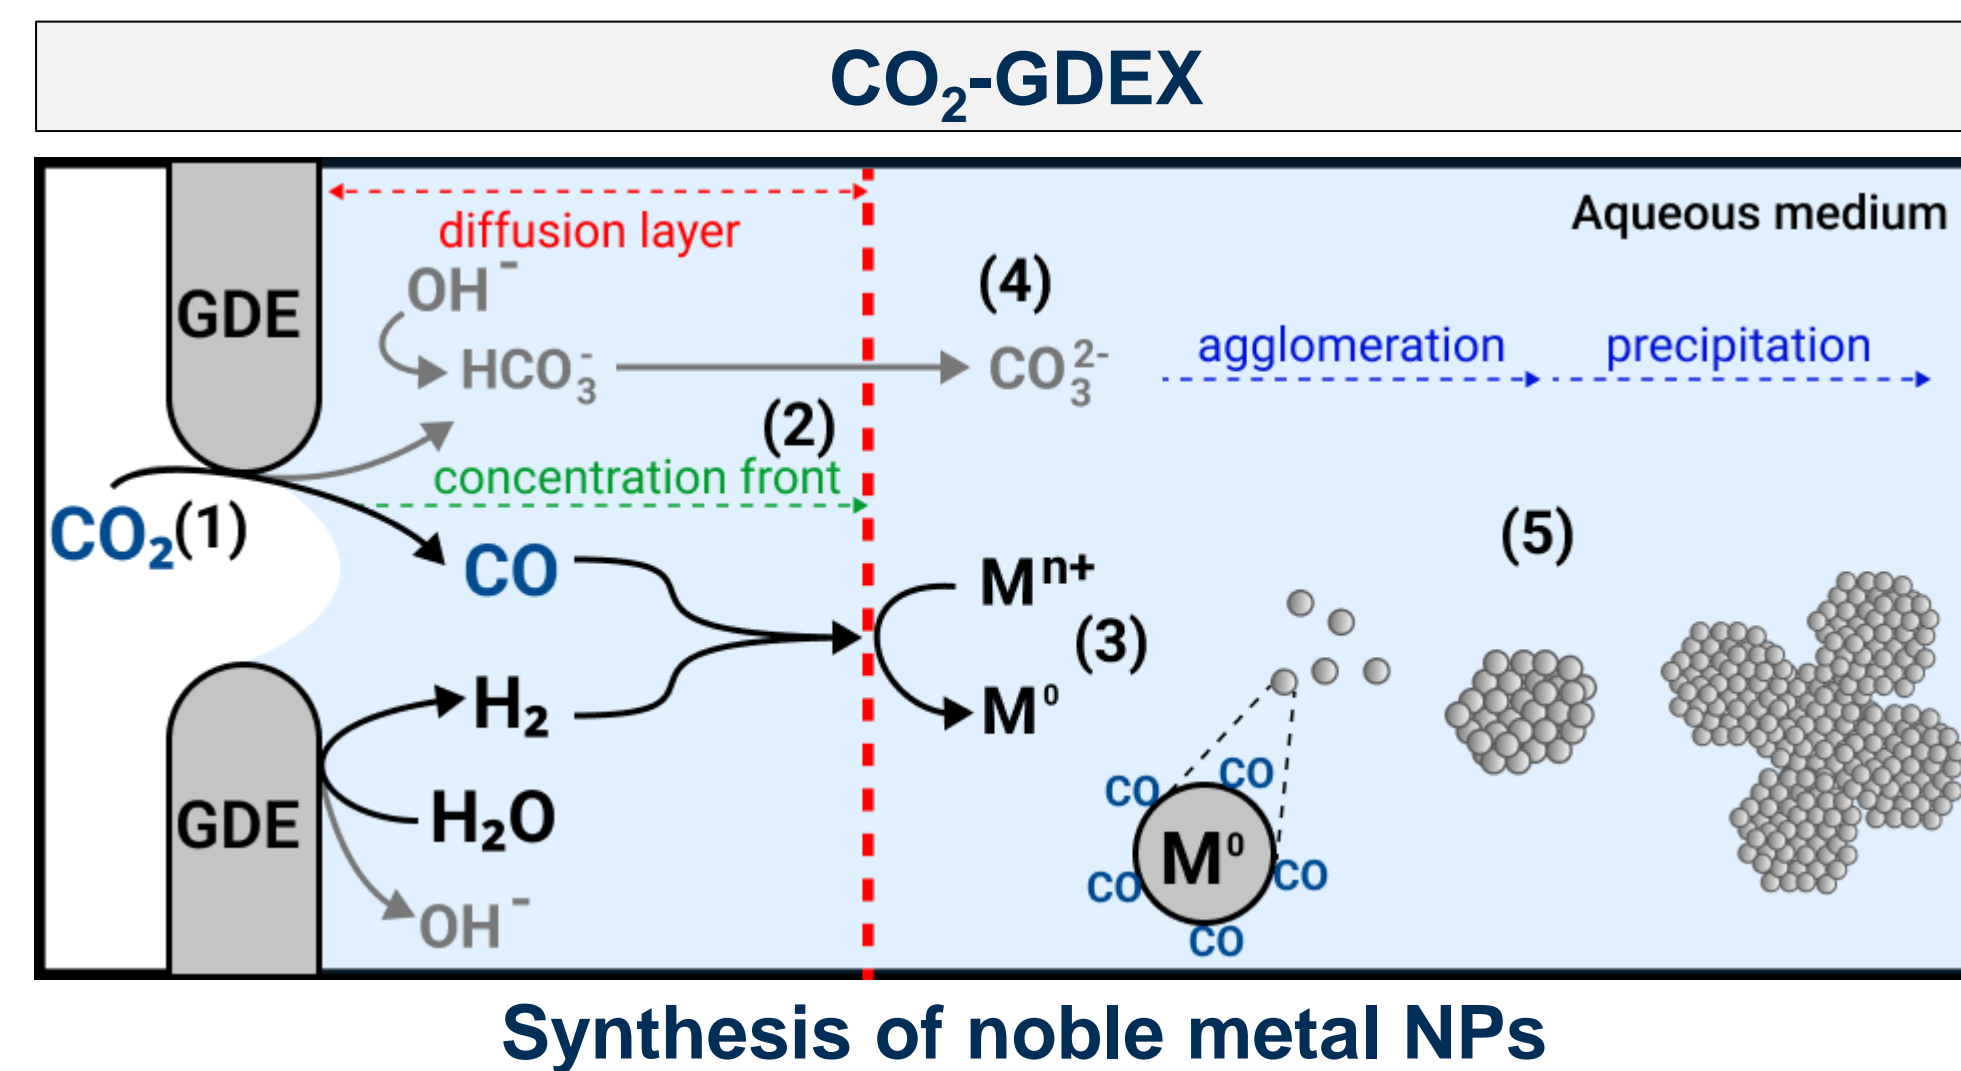 CO₂-GDEX
Aqueous medium
diffusion layer
OH⁻
(4)
GDE
HCO₃⁻
CO₃²⁻
agglomeration
precipitation
(2)
concentration front
CO₂(1)
CO
Mⁿ⁺
(5)
(3)
H₂
M⁰
GDE
H₂O
CO
CO
M⁰
CO
CO
CO
OH⁻
Synthesis of noble metal NPs